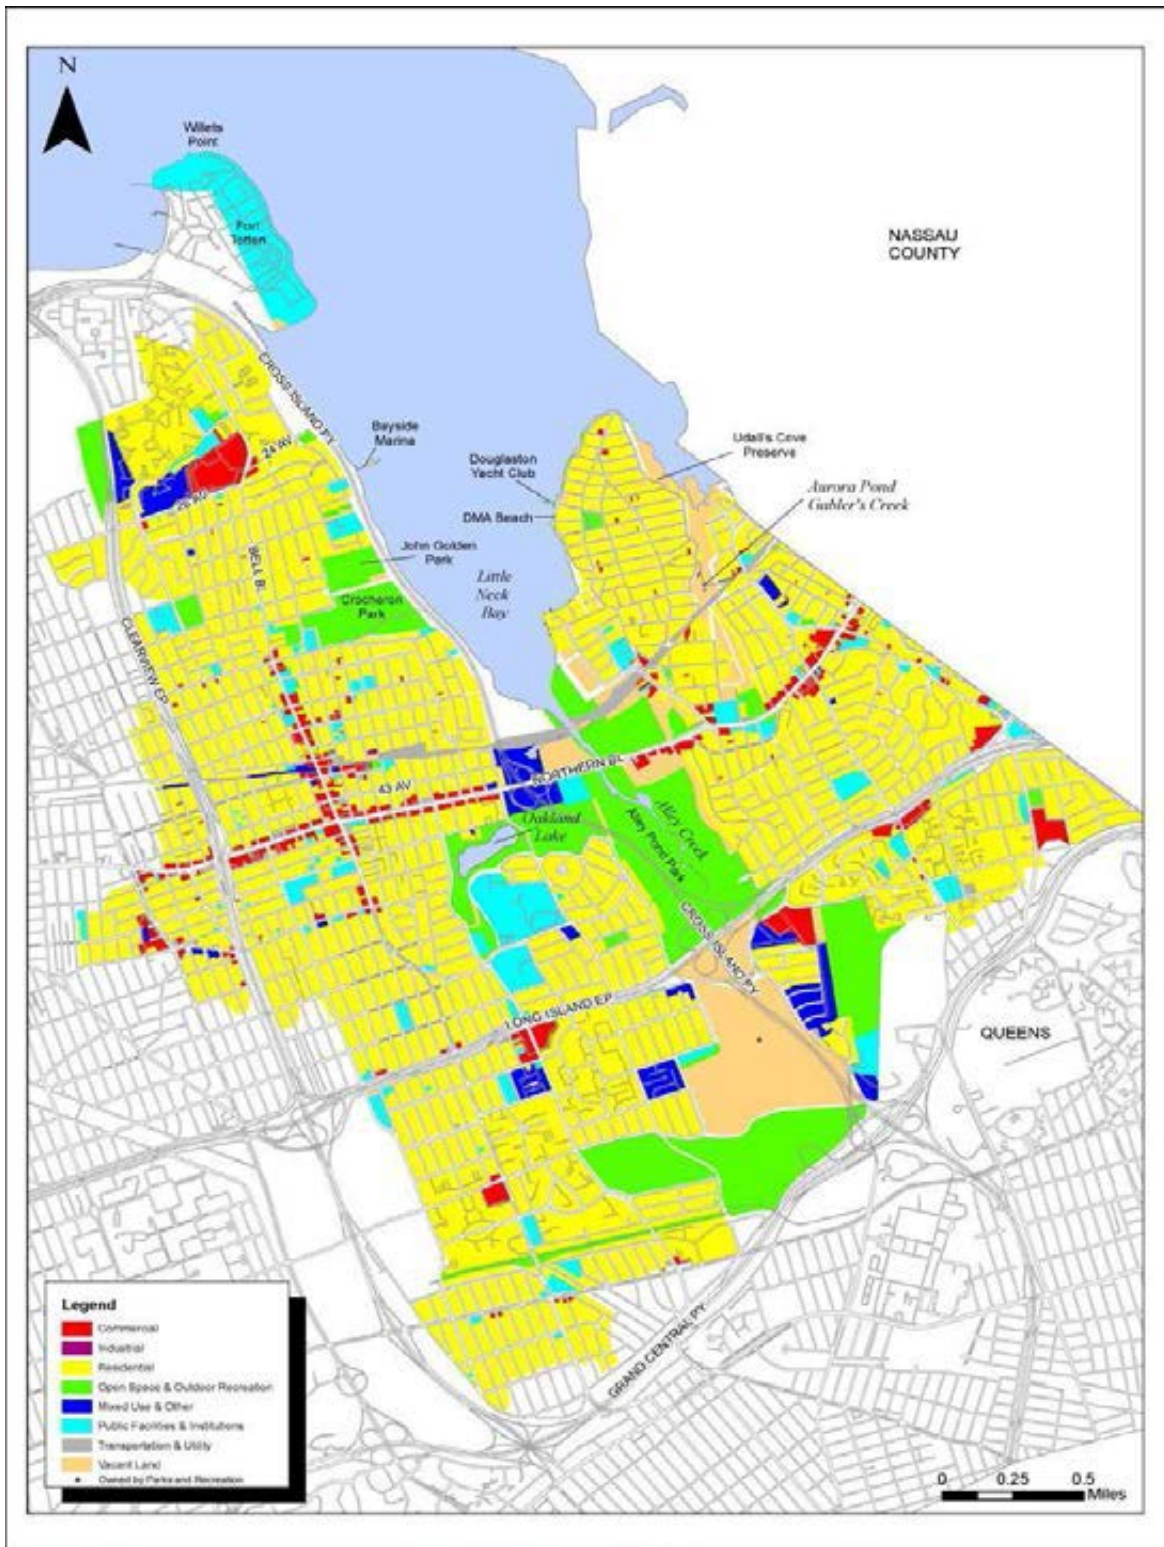 N
Willets
Point
Fort
Totten
NASSAU
COUNTY
CROSS ISLAND PY
24 AV
Bayside
Marina
Udall's Cove
Preserve
Douglaston
Yacht Club
Aurora Pond
Gabler's Creek
DMA Beach
BELL BL
John Golden
Park
Little
Neck
Bay
Crocheron
Park
CLEARVIEW EP
NORTHERN BL
43 AV
Oakland
Lake
Alley Creek
Alley Pond Park
CROSS ISLAND PY
LONG ISLAND EP
QUEENS
GRAND CENTRAL PY
Legend
Commercial
Industrial
Residential
Open Space & Outdoor Recreation
Mixed Use & Other
Public Facilities & Institutions
Transportation & Utility
Vacant Land
Owned by Parks and Recreation
0 0.25 0.5
Miles